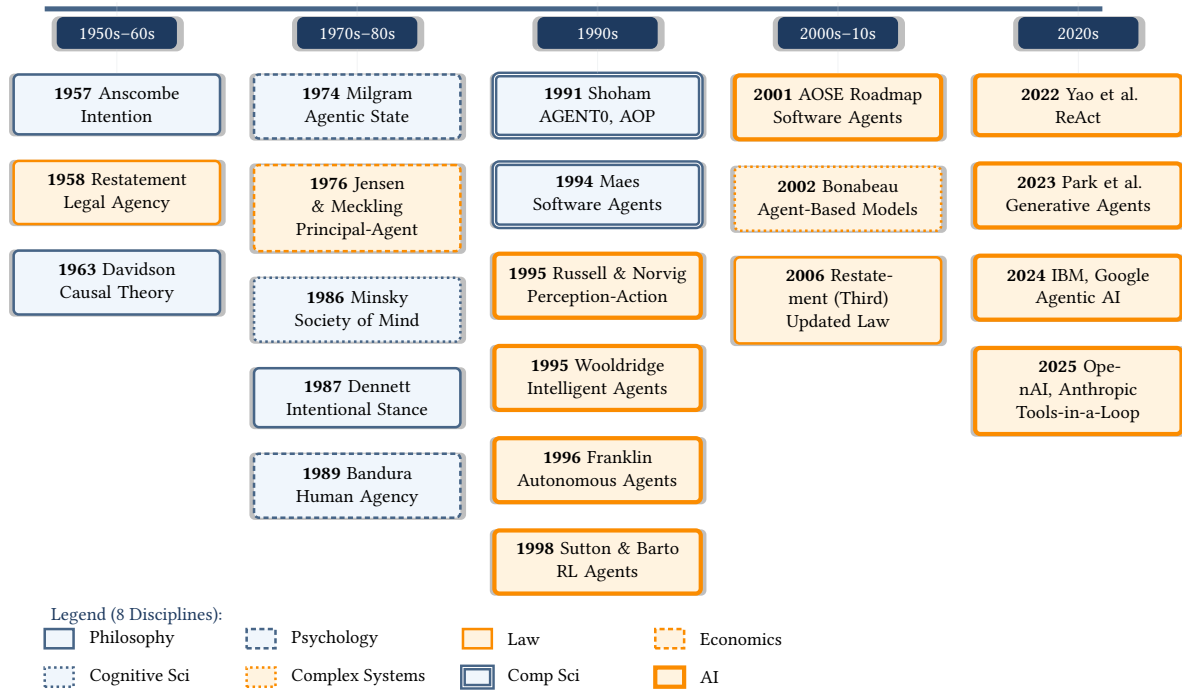 1950s–60s
1957 Anscombe
Intention
1958 Restatement
Legal Agency
1963 Davidson
Causal Theory
1970s–80s
1974 Milgram
Agentic State
1976 Jensen
& Meckling
Principal-Agent
1986 Minsky
Society of Mind
1987 Dennett
Intentional Stance
1989 Bandura
Human Agency
1990s
1991 Shoham
AGENT0, AOP
1994 Maes
Software Agents
1995 Russell & Norvig
Perception-Action
1995 Wooldridge
Intelligent Agents
1996 Franklin
Autonomous Agents
1998 Sutton & Barto
RL Agents
2000s–10s
2001 AOSE Roadmap
Software Agents
2002 Bonabeau
Agent-Based Models
2006 Restate-
ment (Third)
Updated Law
2020s
2022 Yao et al.
ReAct
2023 Park et al.
Generative Agents
2024 IBM, Google
Agentic AI
2025 Ope-
nAI, Anthropic
Tools-in-a-Loop
Legend (8 Disciplines):
Philosophy
Psychology
Law
Economics
Cognitive Sci
Complex Systems
Comp Sci
AI